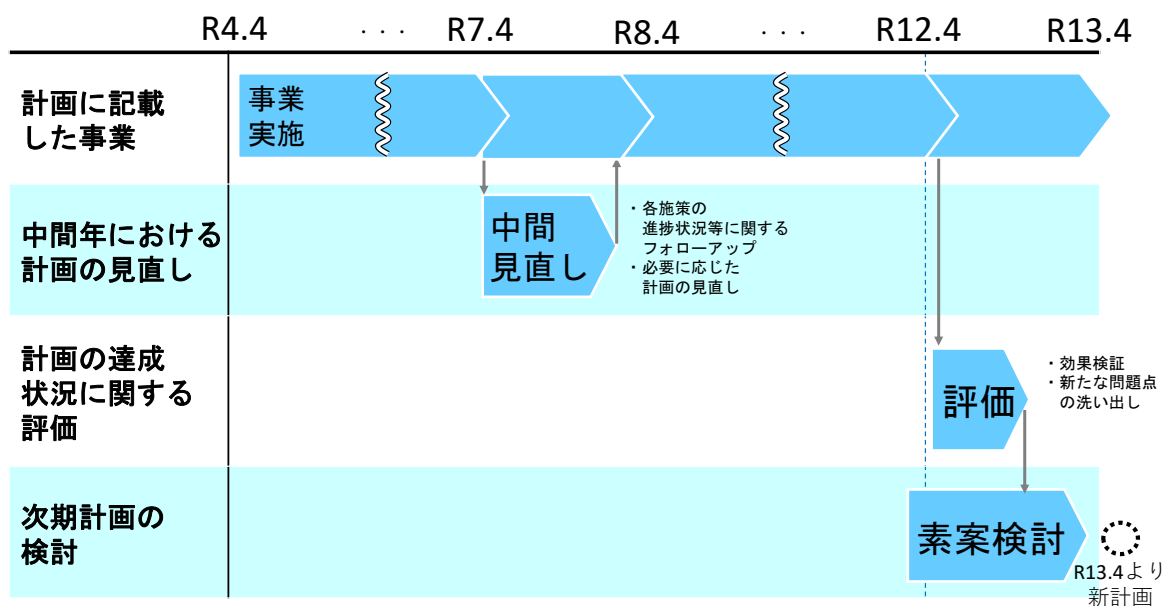 R4.4 ・・・ R7.4 R8.4 ・・・ R12.4 R13.4
計画に記載
した事業
事業
実施
中間年における
計画の見直し
中間
見直し
・各施策の
進捗状況等に関する
フォローアップ
・必要に応じた
計画の見直し
計画の達成
状況に関する
評価
評価
・効果検証
・新たな問題点
の洗い出し
次期計画の
検討
素案検討
R13.4より
新計画